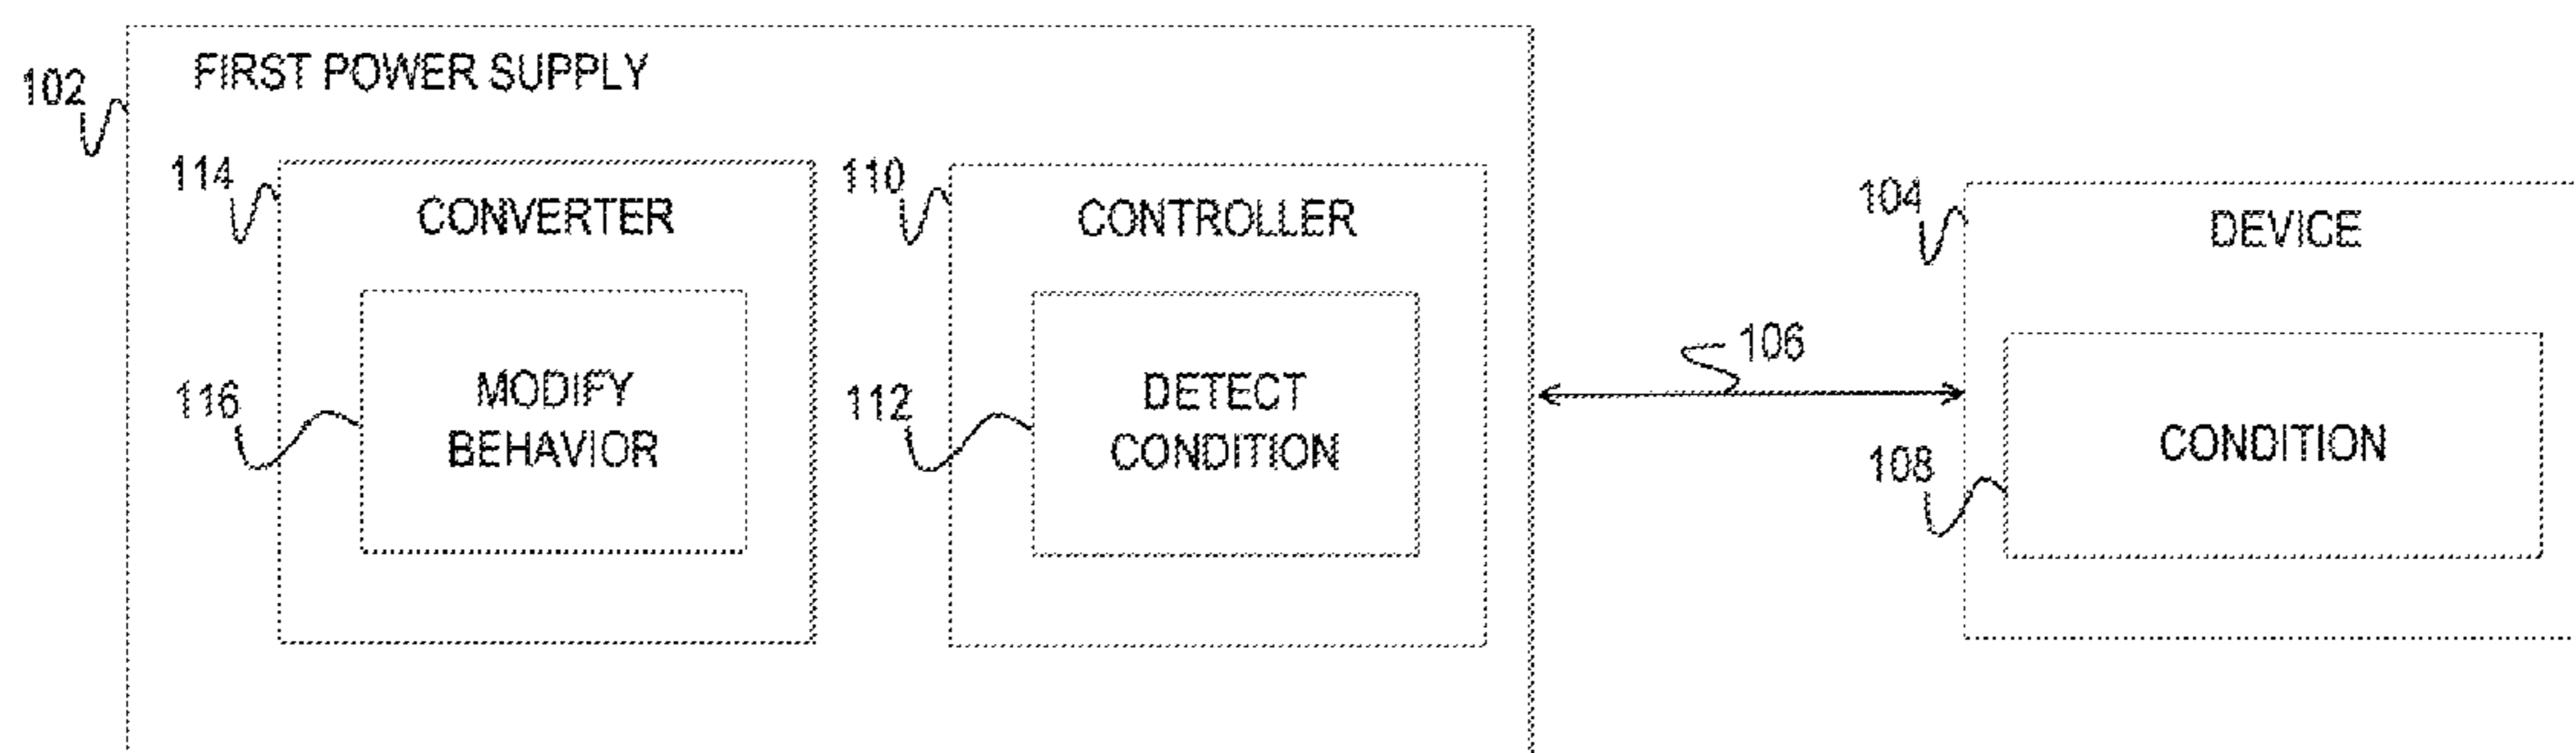 FIRST POWER SUPPLY
102
114
CONVERTER
110
CONTROLLER
104
DEVICE
116
MODIFY
BEHAVIOR
112
DETECT
CONDITION
106
108
CONDITION